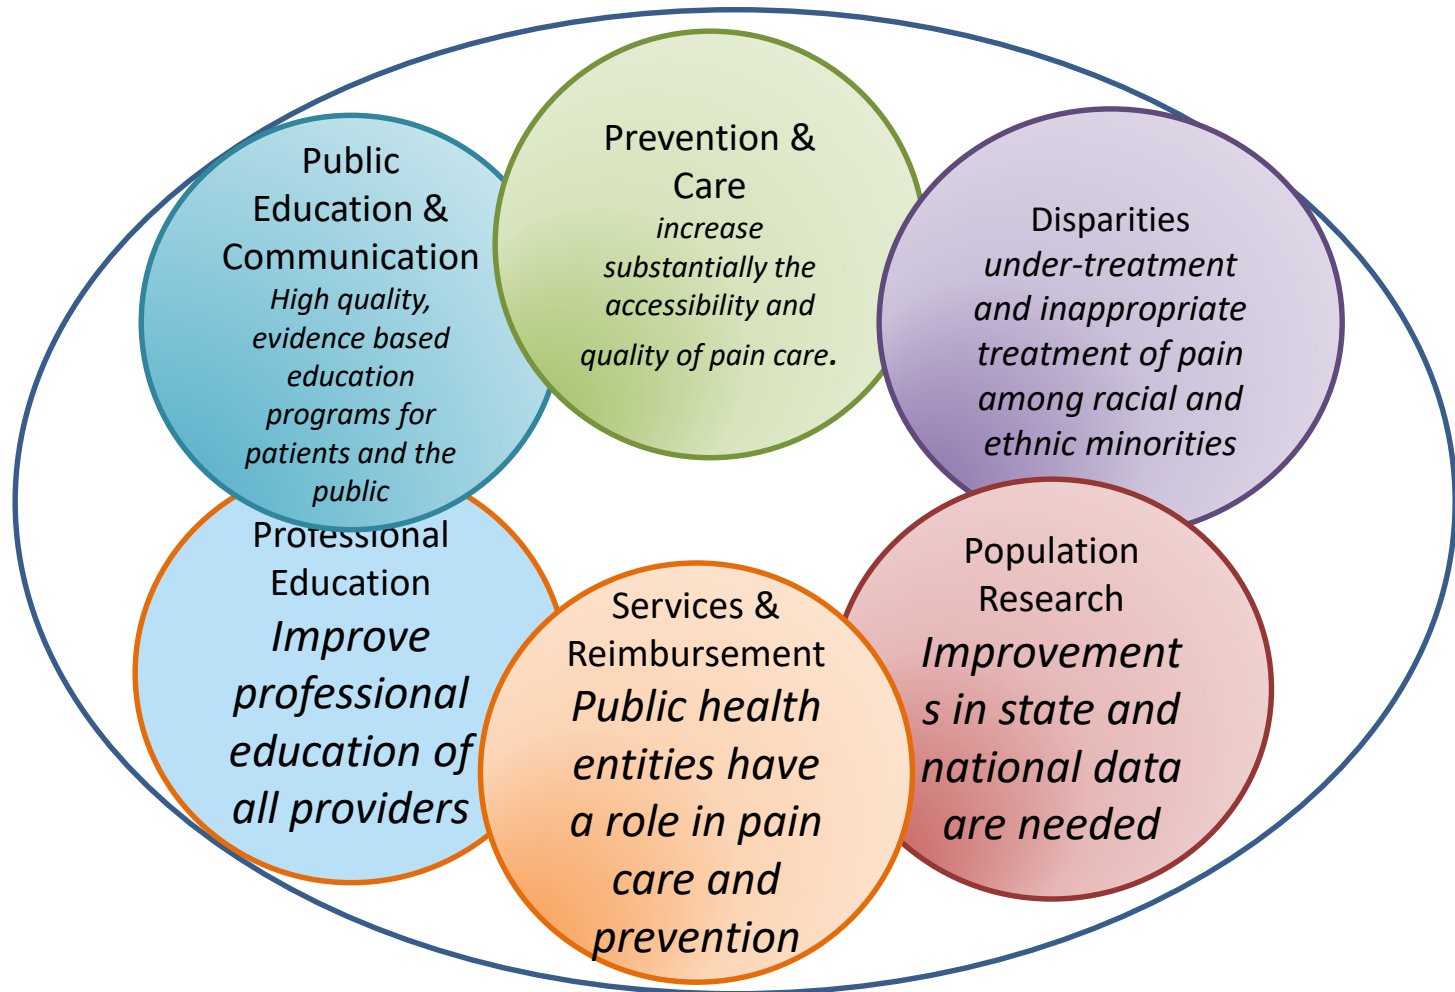 Public
Education &
Communication
High quality,
evidence based
education
programs for
patients and the
public
Prevention &
Care
increase
substantially the
accessibility and
quality of pain care.
Disparities
under-treatment
and inappropriate
treatment of pain
among racial and
ethnic minorities
Professional
Education
Improve
professional
education of
all providers
Services &
Reimbursement
Public health
entities have
a role in pain
care and
prevention
Population
Research
Improvement
s in state and
national data
are needed